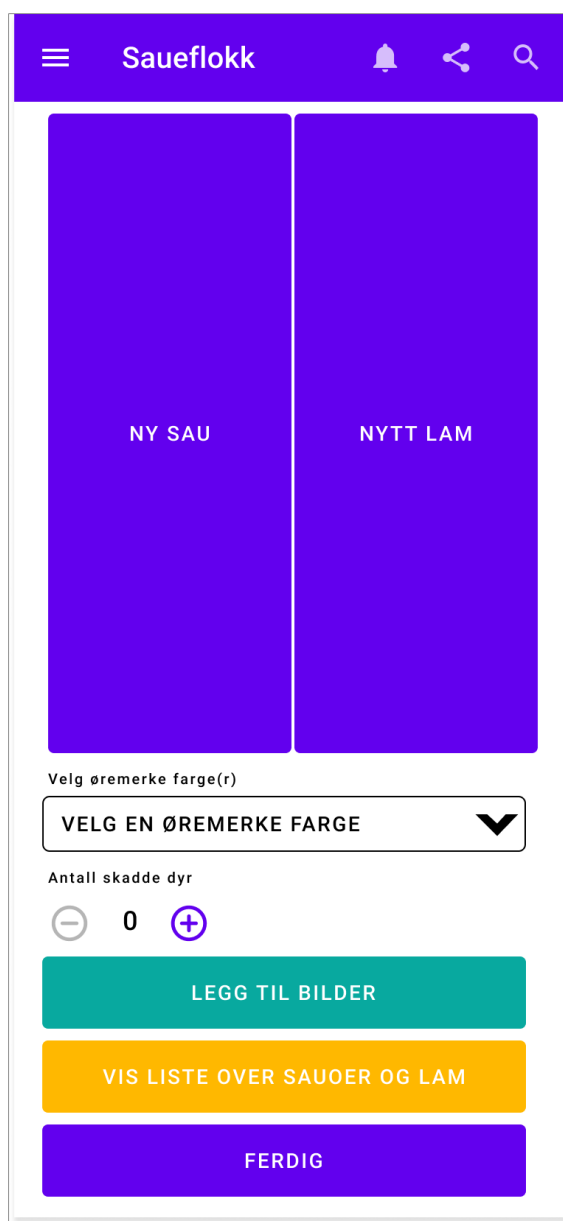 Saueflokk
NY SAU
NYTT LAM
Velg øremerke farge(r)
VELG EN ØREMERKE FARGE
Antall skadde dyr
0
LEGG TIL BILDER
VIS LISTE OVER SAUOER OG LAM
FERDIG